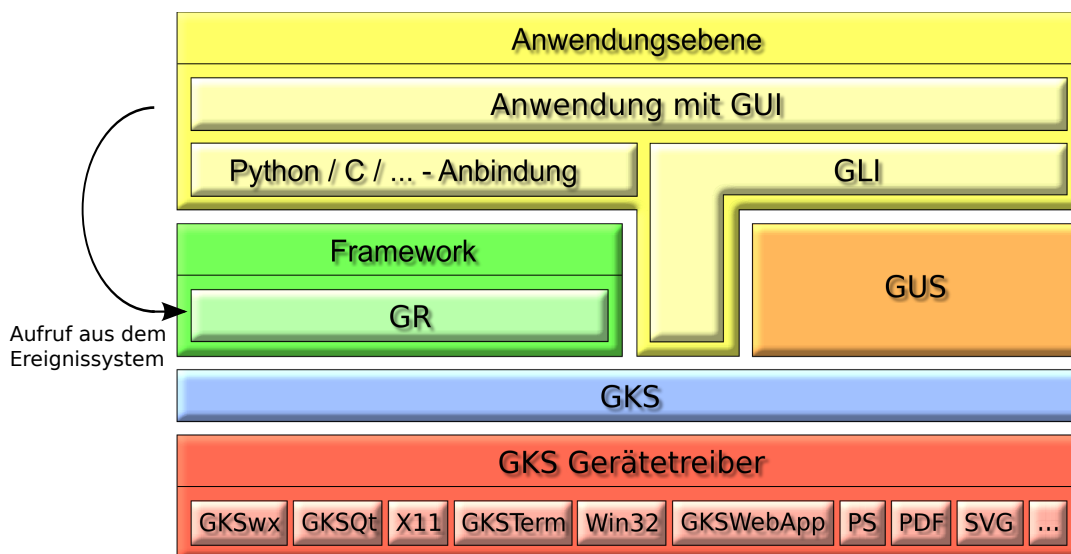 Anwendungsebene
Anwendung mit GUI
Python / C / ... - Anbindung
GLI
Framework
GR
GUS
Aufruf aus dem
Ereignissystem
GKS
GKS Gerätetreiber
GKSwx
GKSQt
X11
GKSTerm
Win32
GKSWebApp
PS
PDF
SVG
...